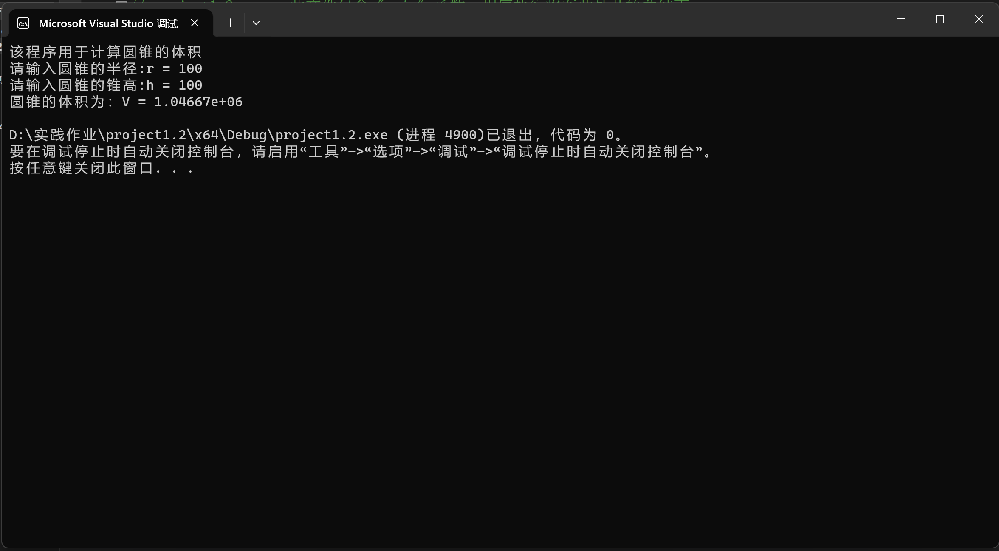 Microsoft Visual Studio 调试
该程序用于计算圆锥的体积
请输入圆锥的半径:r = 100
请输入圆锥的锥高:h = 100
圆锥的体积为: V = 1.04667e+06
D:\实践作业\project1.2\x64\Debug\project1.2.exe (进程 4900)已退出，代码为 0。
要在调试停止时自动关闭控制台，请启用“工具”->“选项”->“调试”->“调试停止时自动关闭控制台”。
按任意键关闭此窗口. . .